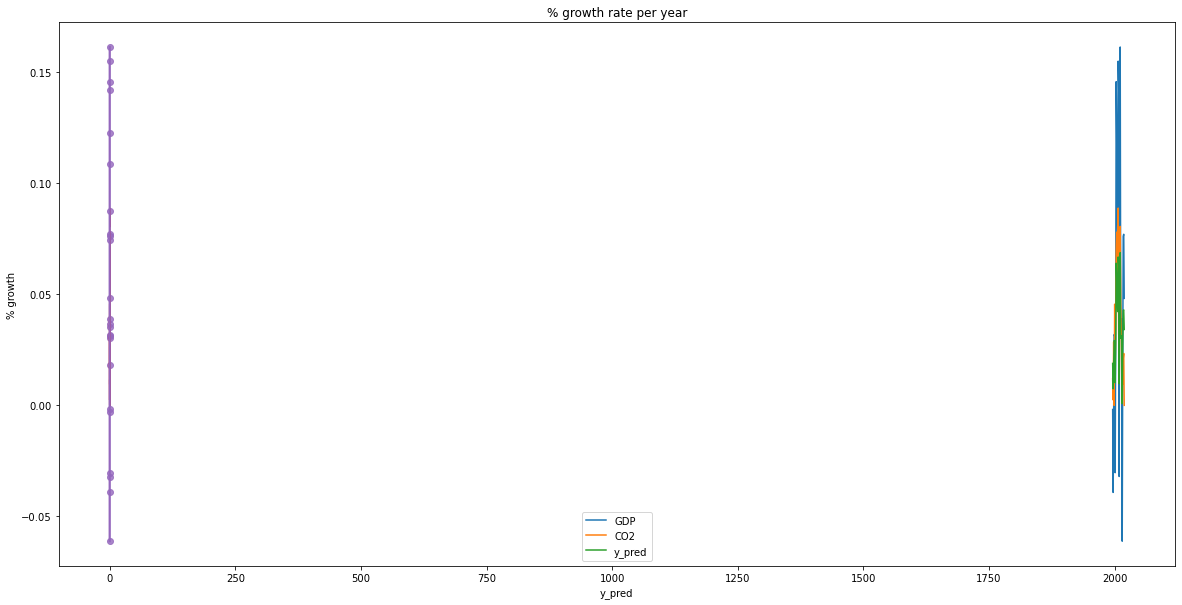 % growth rate per year
% growth
0.15
0.10
0.05
0.00
−0.05
GDP
CO2
y_pred
0 250 500 750 1000 1250 1500 1750 2000
y_pred